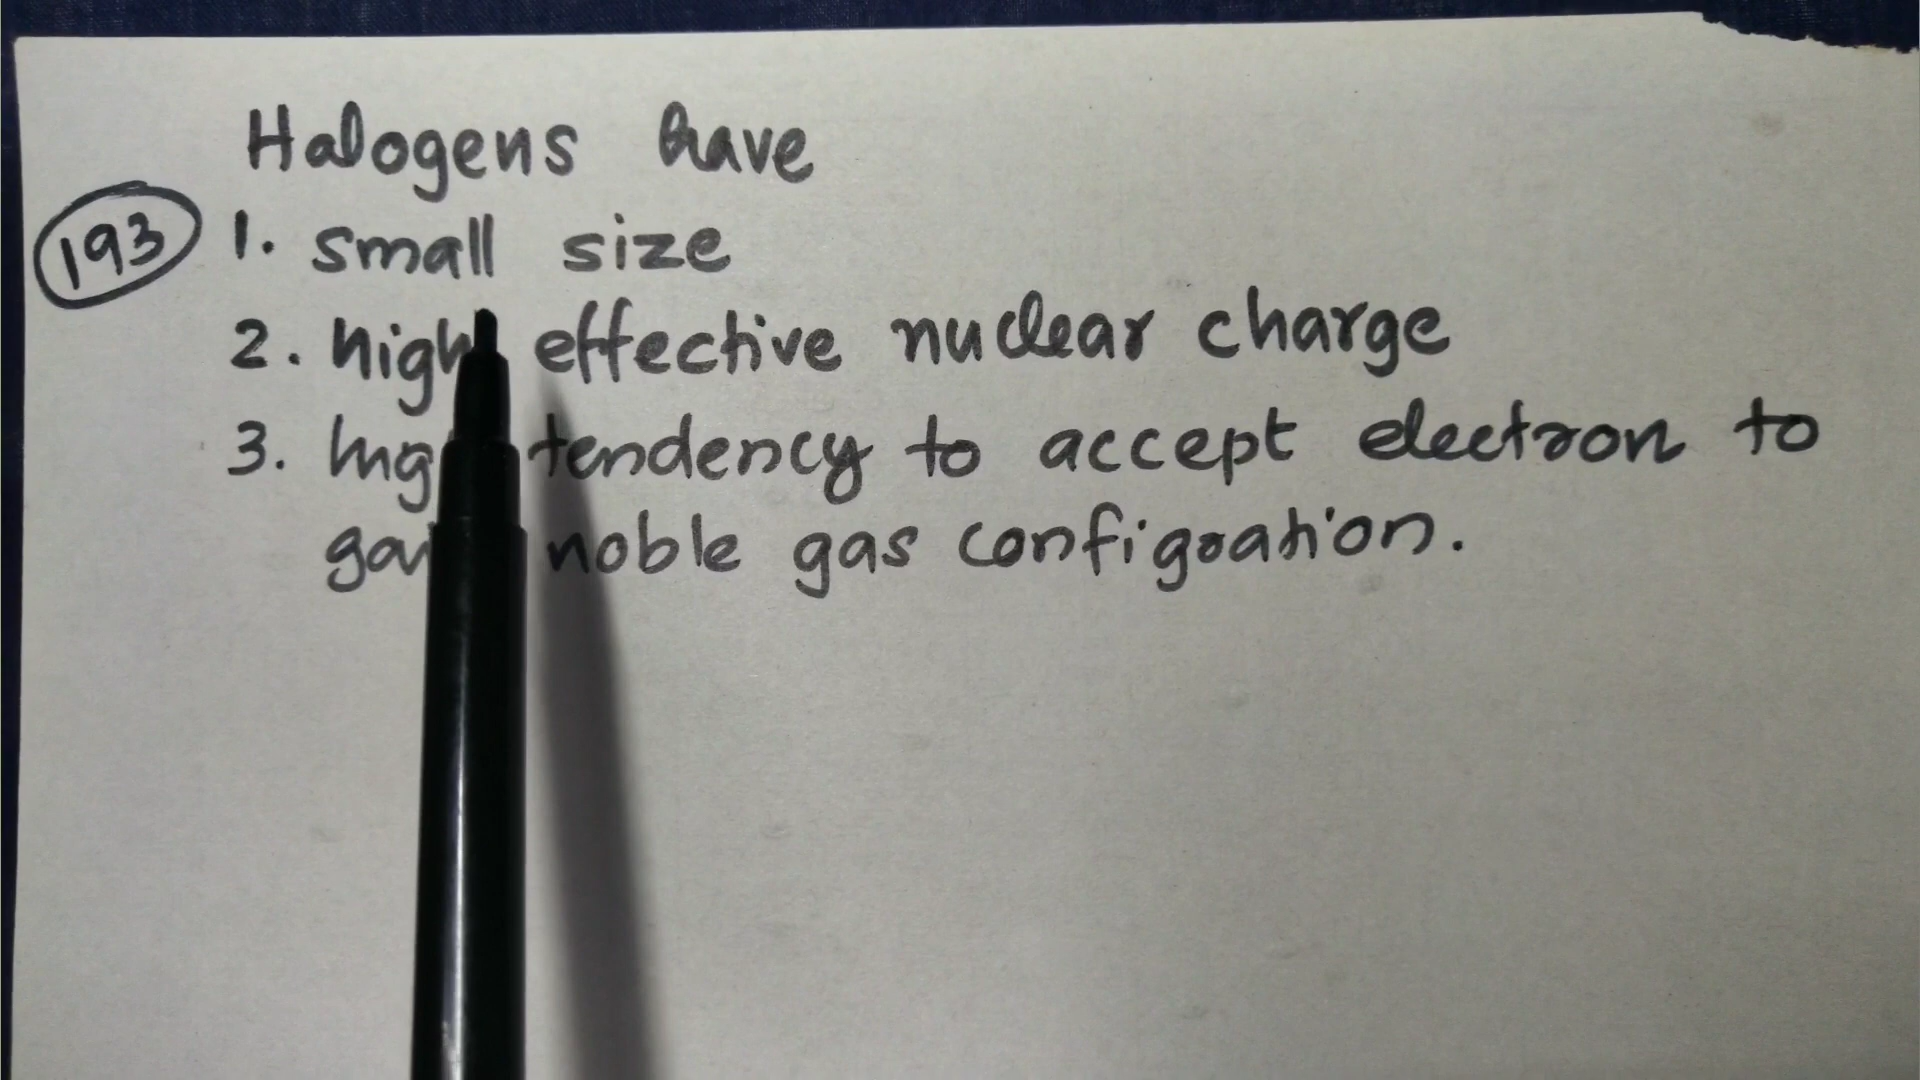 Halogens have
193 1. small size
2. high effective nuclear charge
3. tendency to accept electron to
noble gas configration.